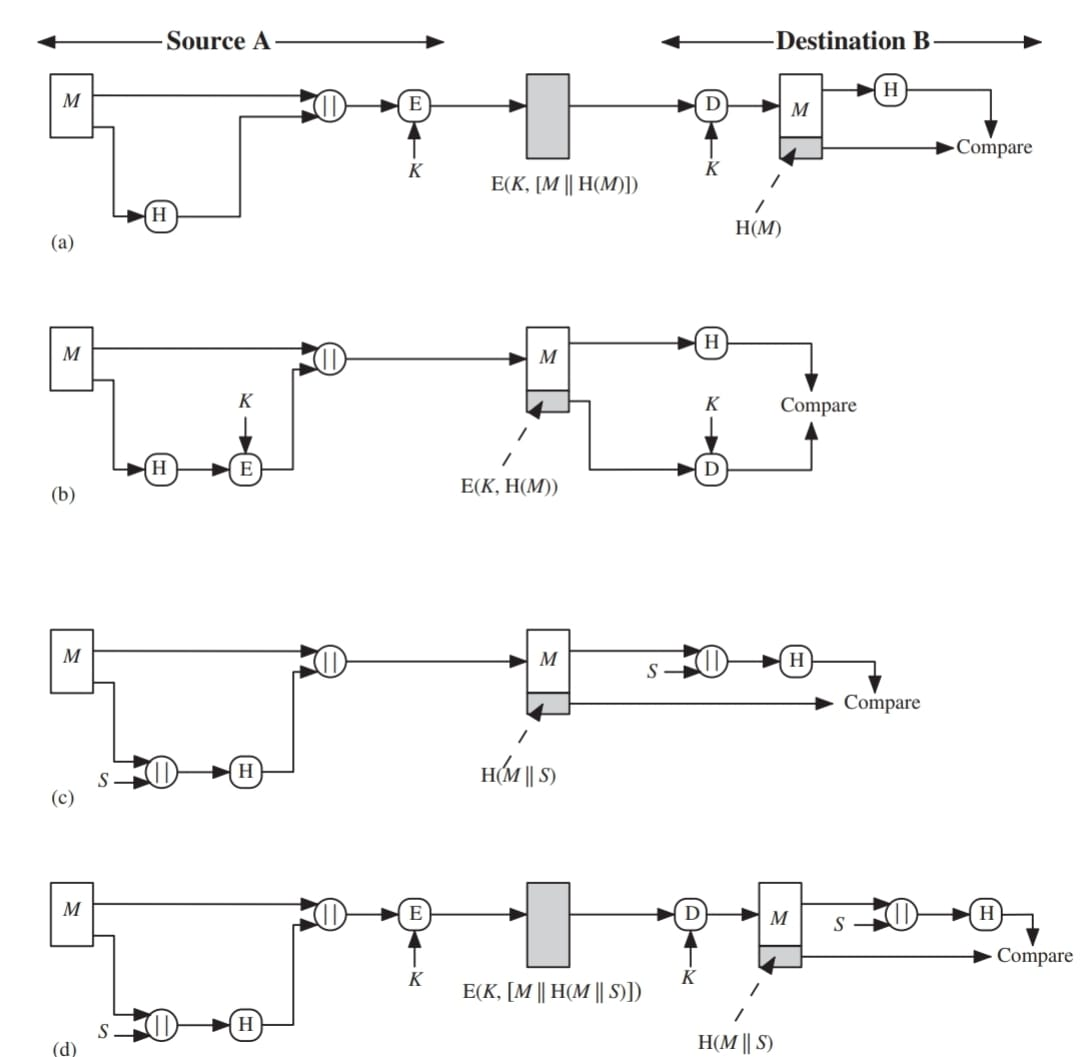 Source A Destination B
M || E D M H
K K Compare
E(K, [M || H(M)])
H H(M)
(a)
M || M H
K K Compare
H E D
E(K, H(M))
(b)
M || M S || H
Compare
S || H H(M || S)
(c)
M || E D M S || H
K K Compare
E(K, [M || H(M || S)])
S || H H(M || S)
(d)